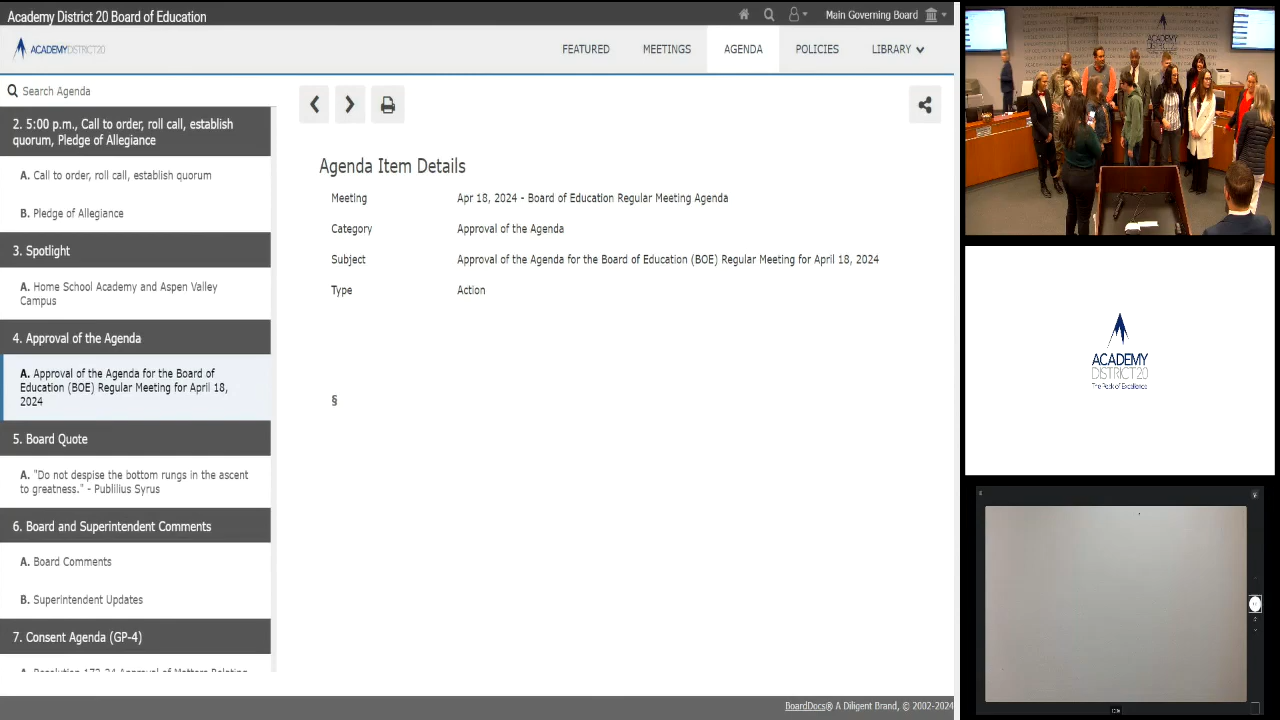 Academy District 20 Board of Education
Main Governing Board
FEATURED
MEETINGS
AGENDA
POLICIES
LIBRARY
Search Agenda
2. 5:00 p.m., Call to order, roll call, establish
quorum, Pledge of Allegiance
A. Call to order, roll call, establish quorum
B. Pledge of Allegiance
3. Spotlight
A. Home School Academy and Aspen Valley
Campus
4. Approval of the Agenda
A. Approval of the Agenda for the Board of
Education (BOE) Regular Meeting for April 18,
2024
5. Board Quote
A. "Do not despise the bottom rungs in the ascent
to greatness." - Publilius Syrus
6. Board and Superintendent Comments
A. Board Comments
B. Superintendent Updates
7. Consent Agenda (GP-4)
ACADEMYDISTRICT20
Agenda Item Details
Meeting Apr 18, 2024 - Board of Education Regular Meeting Agenda
Category Approval of the Agenda
Subject Approval of the Agenda for the Board of Education (BOE) Regular Meeting for April 18, 2024
Type Action
§
BoardDocs® A Diligent Brand, © 2002-2024
ACADEMY
DISTRICT20
ACADEMY
DISTRICT20
The Peak of Excellence